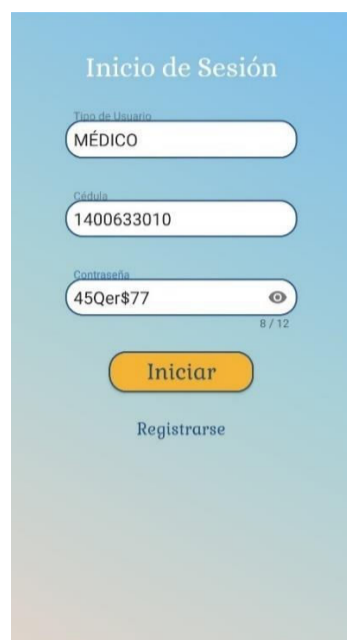 Inicio de Sesión
Tipo de Usuario
MÉDICO
Cédula
1400633010
Contraseña
45Qer$77
8 / 12
Iniciar
Registrarse